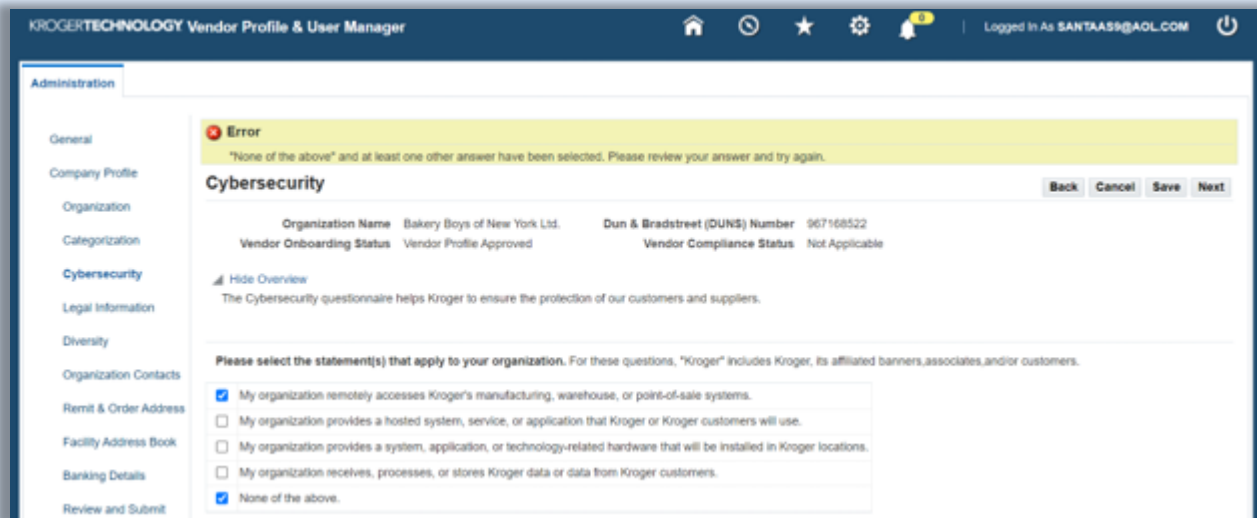 KROGERTECHNOLOGY Vendor Profile & User Manager
0
Logged In As SANTAAS9@AOL.COM
Administration
General
Company Profile
Organization
Categorization
Cybersecurity
Legal Information
Diversity
Organization Contacts
Remit & Order Address
Facility Address Book
Banking Details
Review and Submit
Error
"None of the above" and at least one other answer have been selected. Please review your answer and try again.
Cybersecurity
Back Cancel Save Next
Organization Name Bakery Boys of New York Ltd. Dun & Bradstreet (DUNS) Number 967168522
Vendor Onboarding Status Vendor Profile Approved Vendor Compliance Status Not Applicable
Hide Overview
The Cybersecurity questionnaire helps Kroger to ensure the protection of our customers and suppliers.
Please select the statement(s) that apply to your organization. For these questions, "Kroger" includes Kroger, its affiliated banners,associates,and/or customers.
My organization remotely accesses Kroger's manufacturing, warehouse, or point-of-sale systems.
My organization provides a hosted system, service, or application that Kroger or Kroger customers will use.
My organization provides a system, application, or technology-related hardware that will be installed in Kroger locations.
My organization receives, processes, or stores Kroger data or data from Kroger customers.
None of the above.